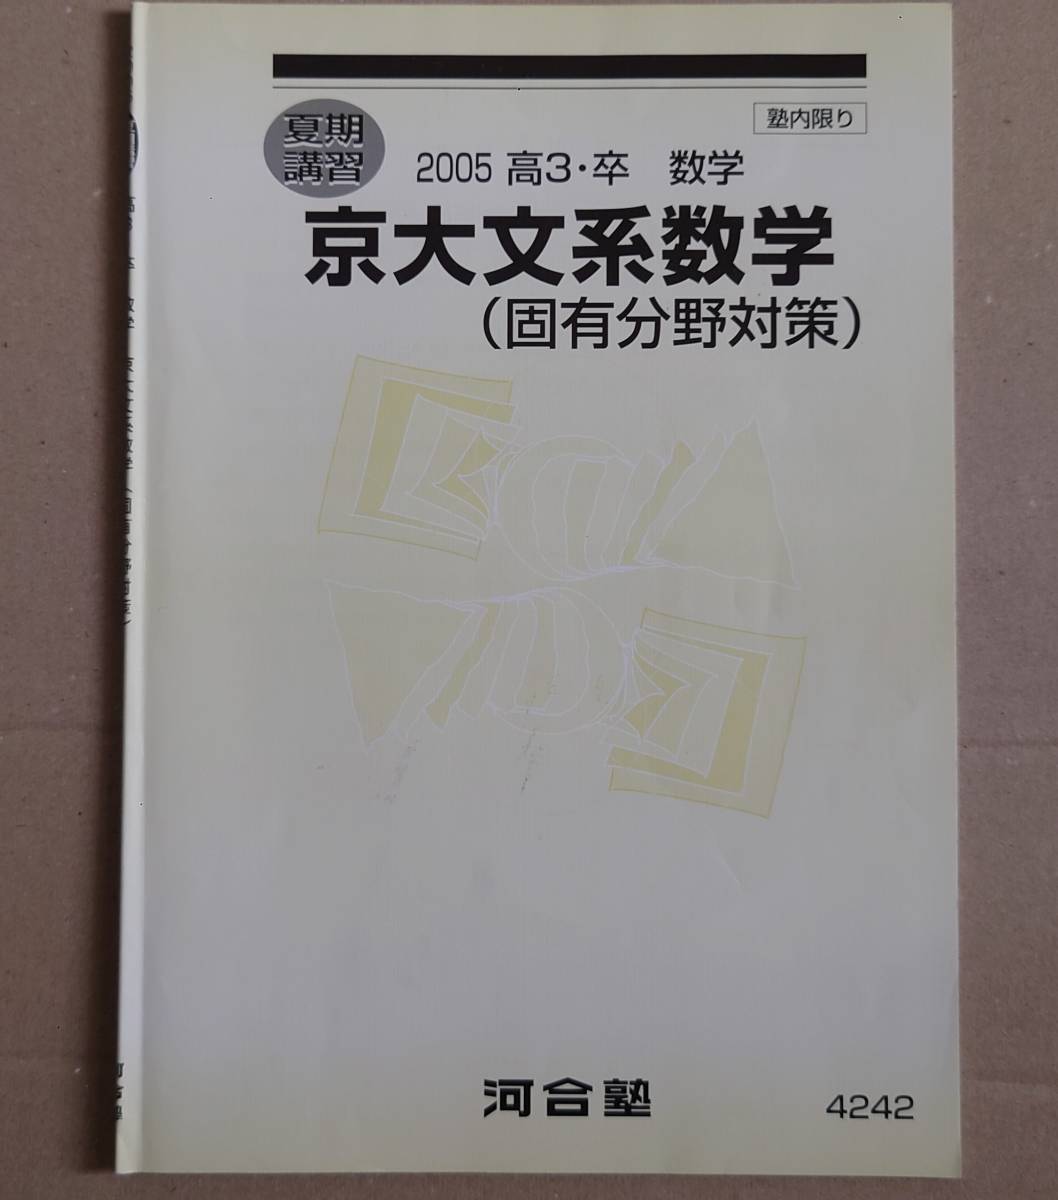 塾内限り
夏期
講習
2005 高3・卒 数学
京大文系数学
（固有分野対策）
河合塾
4242